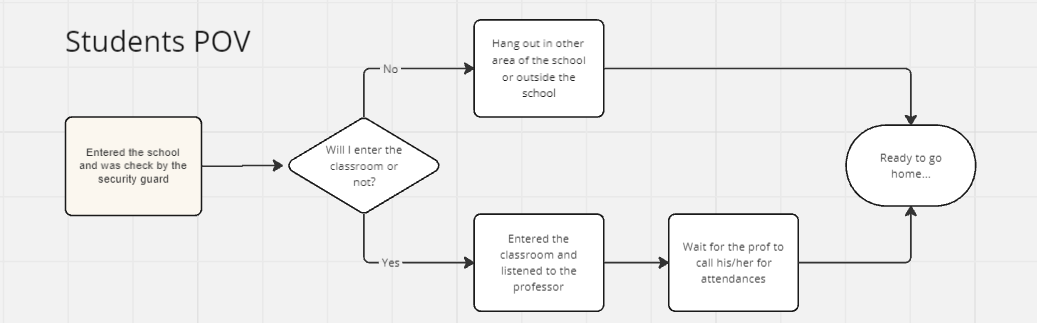 Students POV
Entered the school
and was check by the
security guard
Will I enter the
classroom or
not?
No
Hang out in other
area of the school
or outside the
school
Yes
Entered the
classroom and
listened to the
professor
Wait for the prof to
call his/her for
attendances
Ready to go
home...